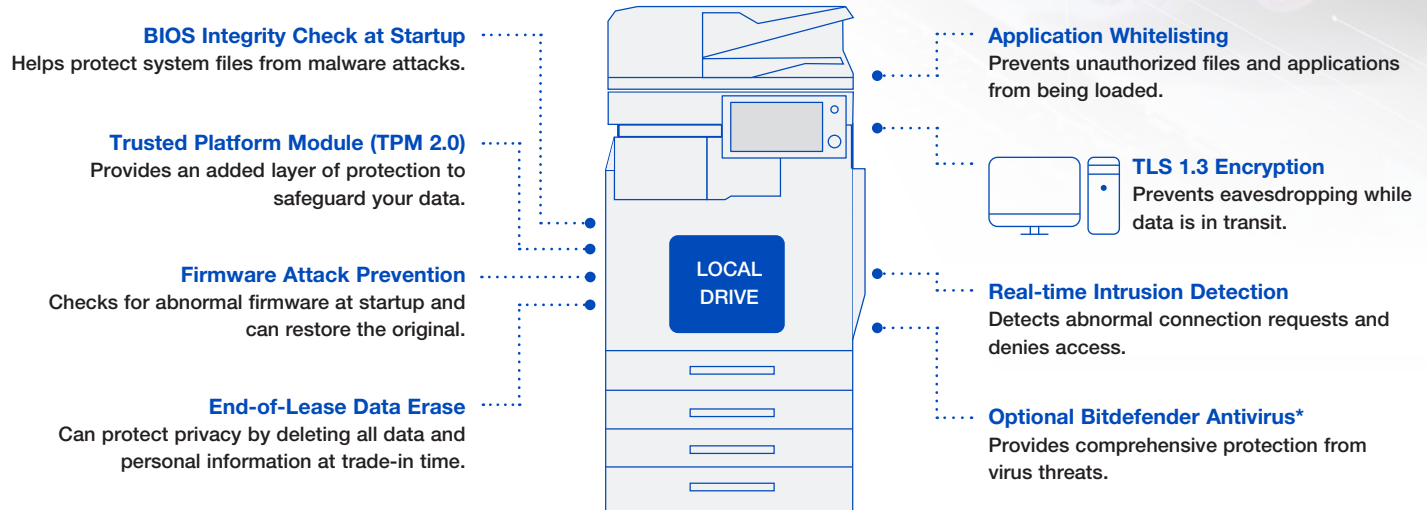 BIOS Integrity Check at Startup
Helps protect system files from malware attacks.
Trusted Platform Module (TPM 2.0)
Provides an added layer of protection to
safeguard your data.
Firmware Attack Prevention
Checks for abnormal firmware at startup and
can restore the original.
End-of-Lease Data Erase
Can protect privacy by deleting all data and
personal information at trade-in time.
LOCAL
DRIVE
Application Whitelisting
Prevents unauthorized files and applications
from being loaded.
TLS 1.3 Encryption
Prevents eavesdropping while
data is in transit.
Real-time Intrusion Detection
Detects abnormal connection requests and
denies access.
Optional Bitdefender Antivirus*
Provides comprehensive protection from
virus threats.